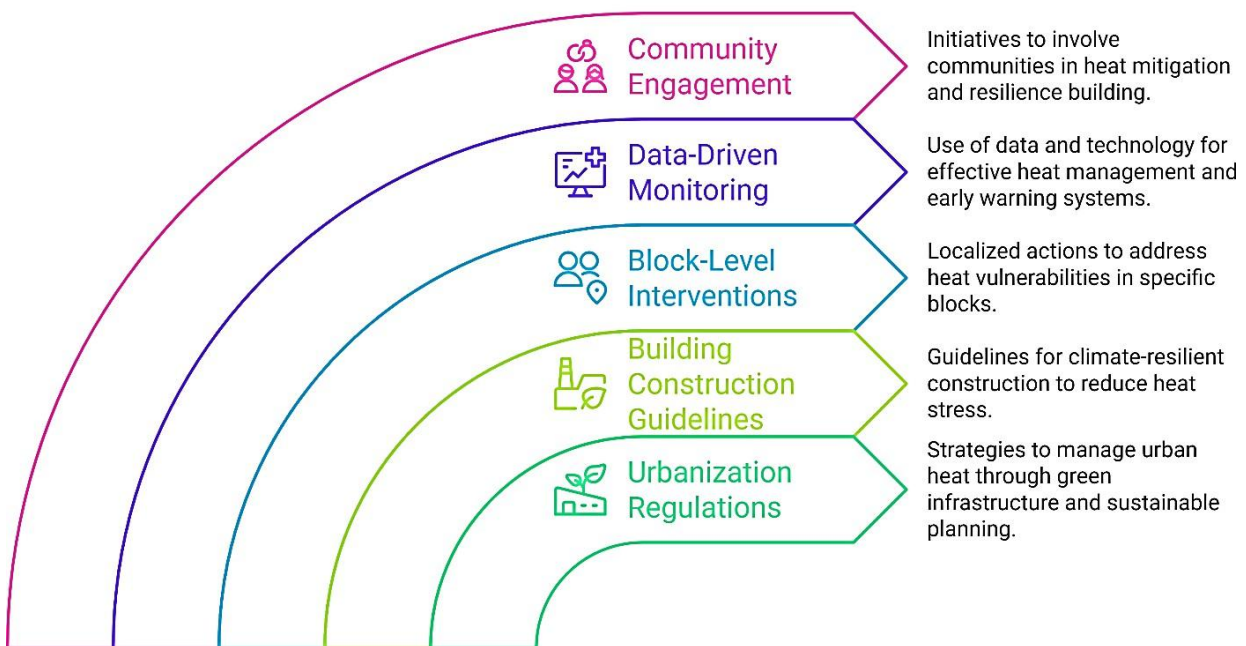 Community
Engagement
Initiatives to involve
communities in heat mitigation
and resilience building.
Data-Driven
Monitoring
Use of data and technology for
effective heat management and
early warning systems.
Block-Level
Interventions
Localized actions to address
heat vulnerabilities in specific
blocks.
Building
Construction
Guidelines
Guidelines for climate-resilient
construction to reduce heat
stress.
Urbanization
Regulations
Strategies to manage urban
heat through green
infrastructure and sustainable
planning.